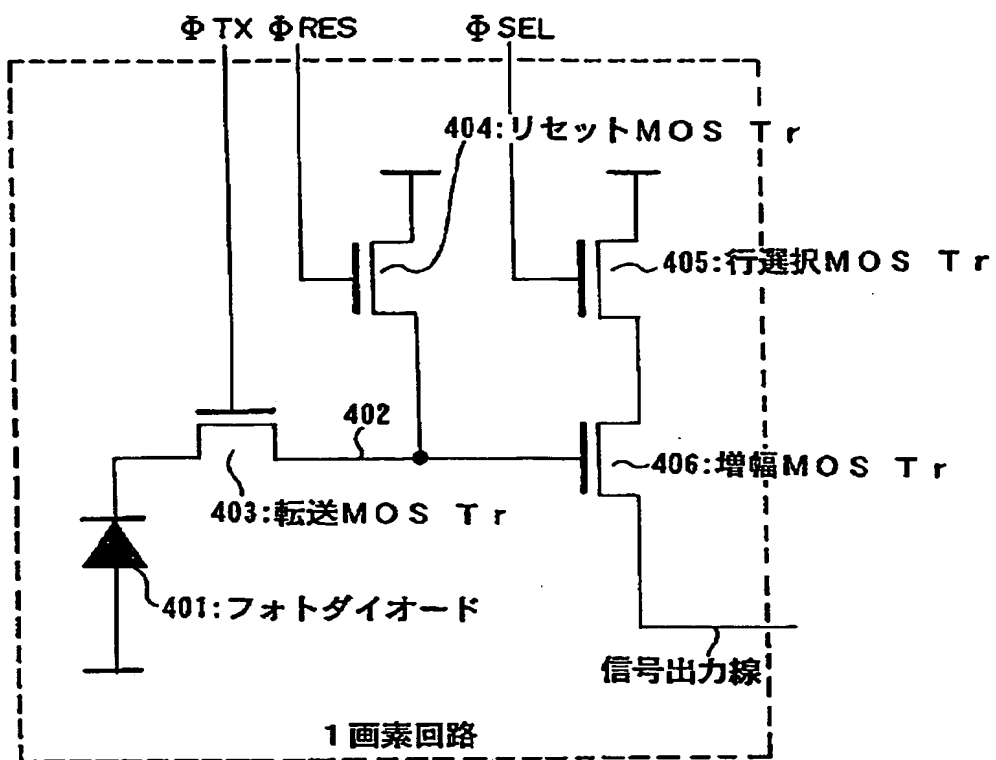 ΦTX ΦRES ΦSEL
404:リセットMOS Tr
405:行選択MOS Tr
402
406:増幅MOS Tr
403:転送MOS Tr
401:フォトダイオード
信号出力線
1画素回路